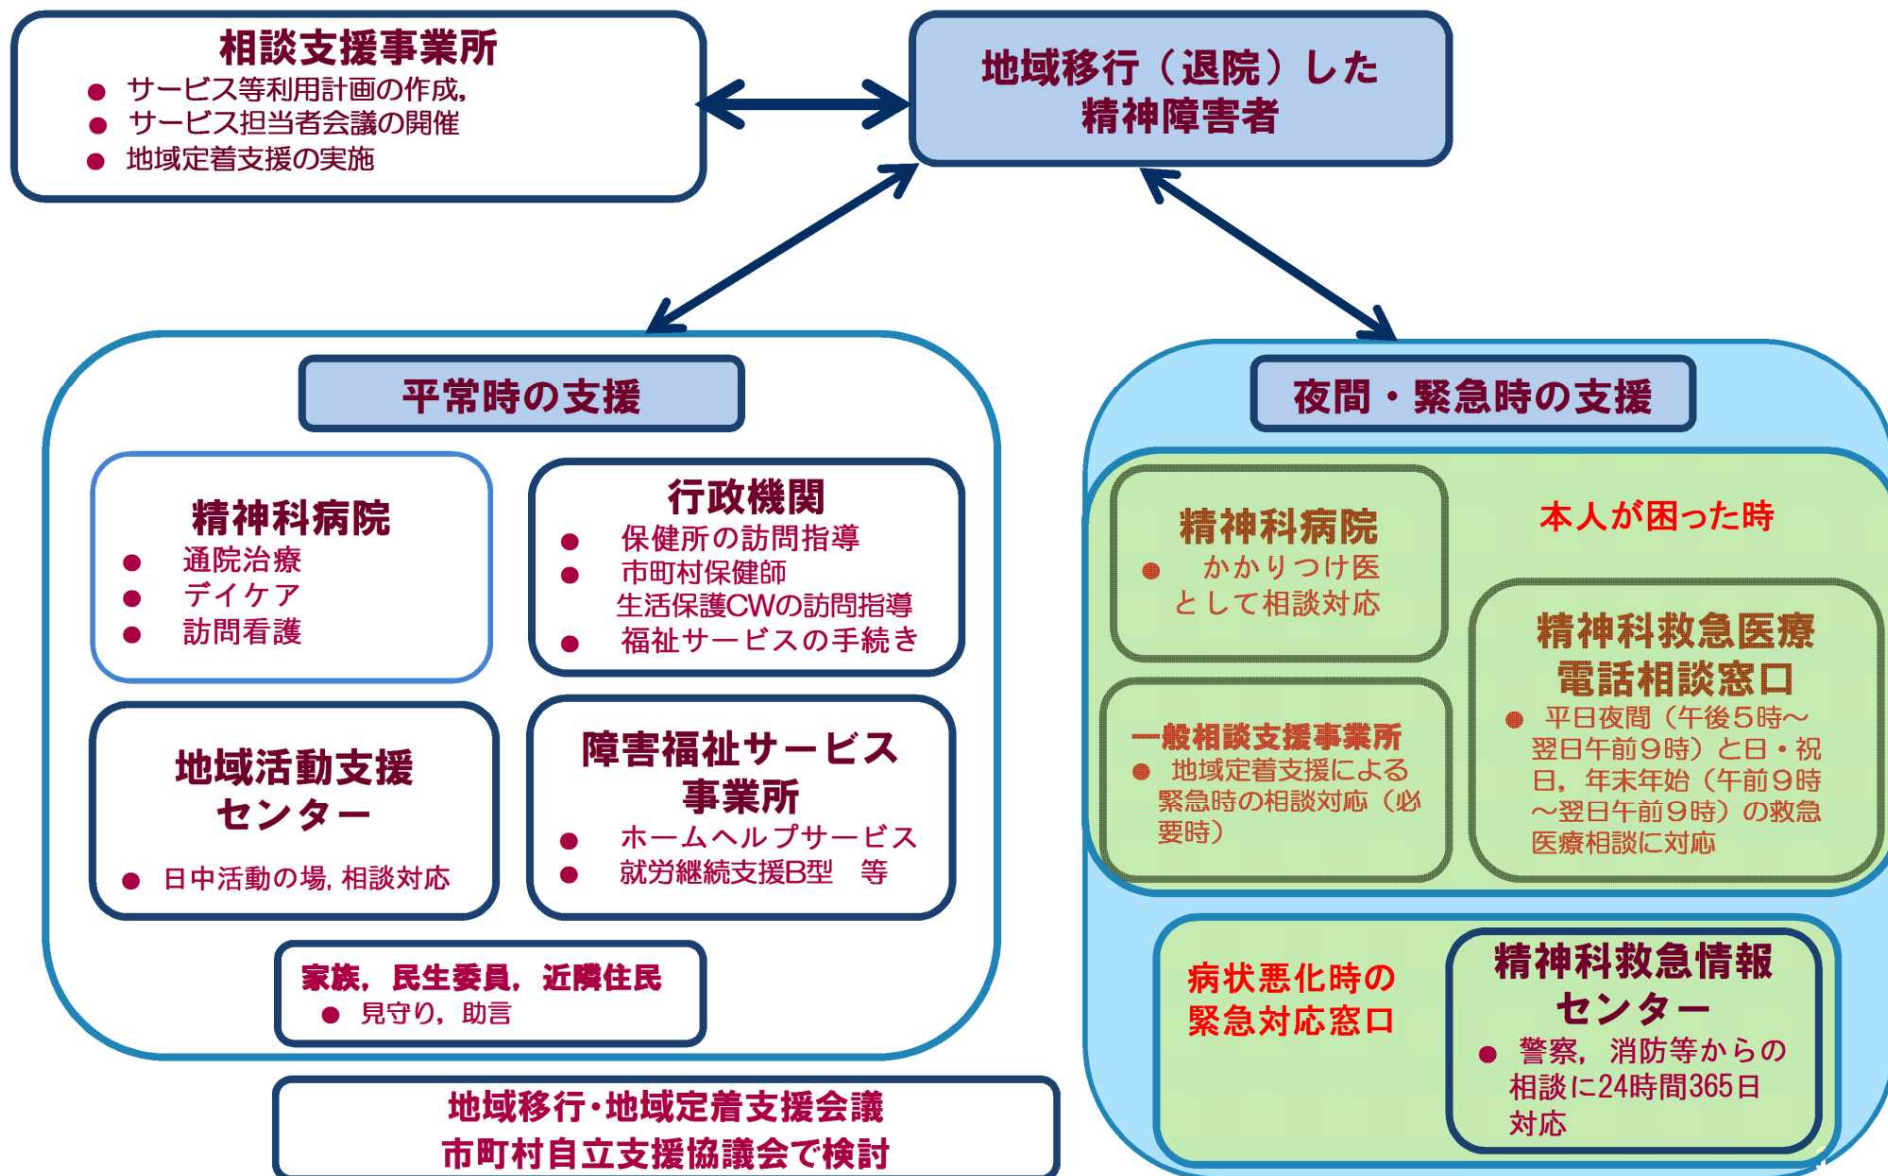 相談支援事業所
● サービス等利用計画の作成,
● サービス担当者会議の開催
● 地域定着支援の実施
地域移行（退院）した
精神障害者
平常時の支援
精神科病院
● 通院治療
● デイケア
● 訪問看護
行政機関
● 保健所の訪問指導
● 市町村保健師
生活保護CWの訪問指導
● 福祉サービスの手続き
地域活動支援
センター
● 日中活動の場, 相談対応
障害福祉サービス
事業所
● ホームヘルプサービス
● 就労継続支援B型　等
家族，民生委員，近隣住民
● 見守り，助言
地域移行・地域定着支援会議
市町村自立支援協議会で検討
夜間・緊急時の支援
精神科病院
● かかりつけ医
として相談対応
本人が困った時
一般相談支援事業所
● 地域定着支援による
緊急時の相談対応（必
要時）
精神科救急医療
電話相談窓口
● 平日夜間（午後５時～
翌日午前９時）と日・祝
日，年末年始（午前９時
～翌日午前９時）の救急
医療相談に対応
病状悪化時の
緊急対応窓口
精神科救急情報
センター
● 警察，消防等からの
相談に24時間365日
対応